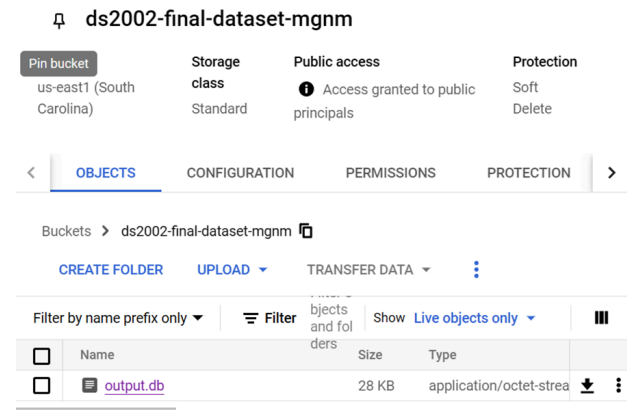 ds2002-final-dataset-mgnm
Pin bucket
Storage class
Public access
Protection
us-east1 (South Carolina)
Standard
Access granted to public principals
Soft Delete
OBJECTS CONFIGURATION PERMISSIONS PROTECTION
Buckets > ds2002-final-dataset-mgnm
CREATE FOLDER UPLOAD TRANSFER DATA
Filter by name prefix only Filter
bjects
and fol
ders
Show Live objects only
Name Size Type
output.db 28 KB application/octet-strea